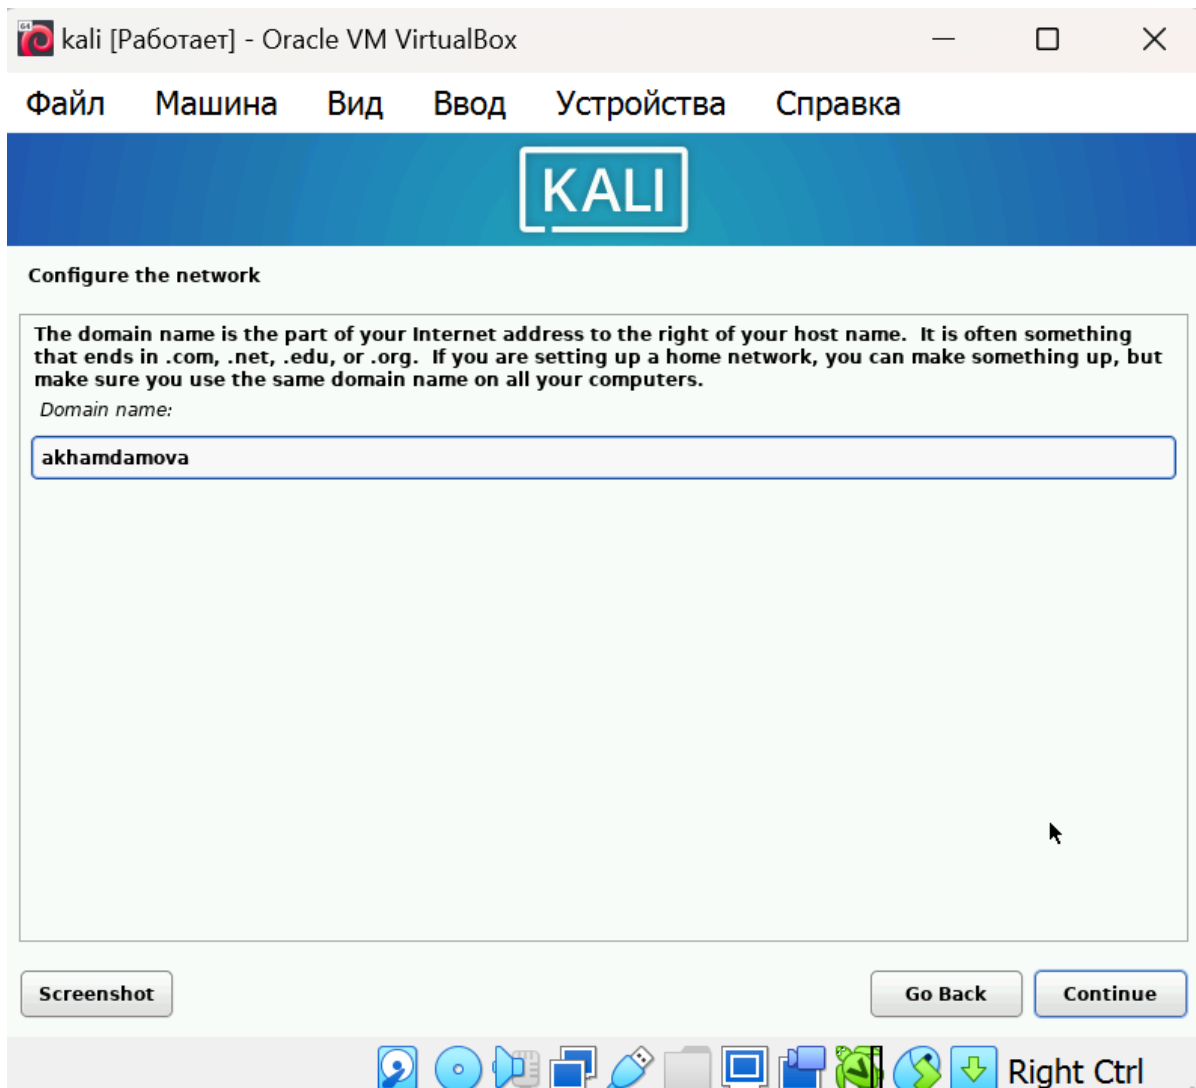 64
kali [Работает] - Oracle VM VirtualBox
Файл Машина Вид Ввод Устройства Справка
KALI
Configure the network
The domain name is the part of your Internet address to the right of your host name.  It is often something
that ends in .com, .net, .edu, or .org.  If you are setting up a home network, you can make something up, but
make sure you use the same domain name on all your computers.
Domain name:
akhamdamova
Screenshot Go Back Continue
Right Ctrl